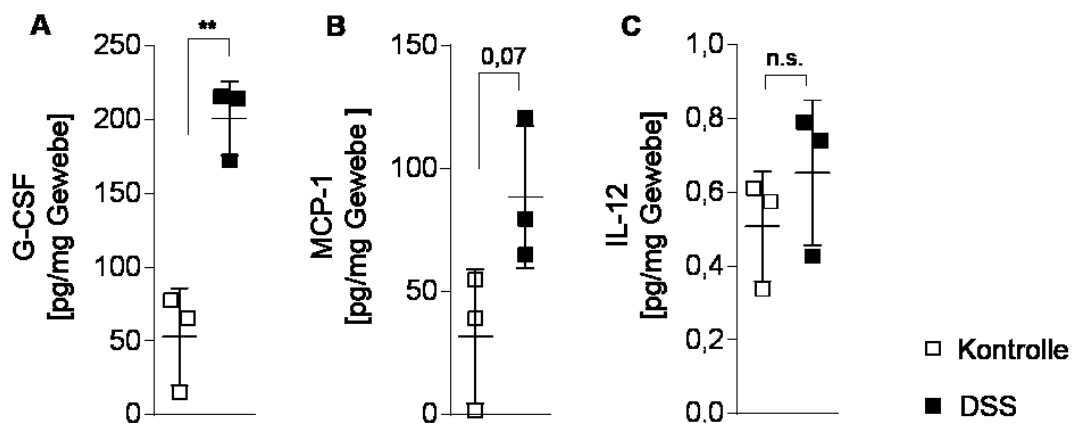 A
G-CSF
[pg/mg Gewebe]
250
200
150
100
50
0
**
B
MCP-1
[pg/mg Gewebe ]
150
100
50
0
0,07
C
IL-12
[pg/mg Gewebe]
1,0
0,8
0,6
0,4
0,2
0,0
n.s.
Kontrolle
DSS